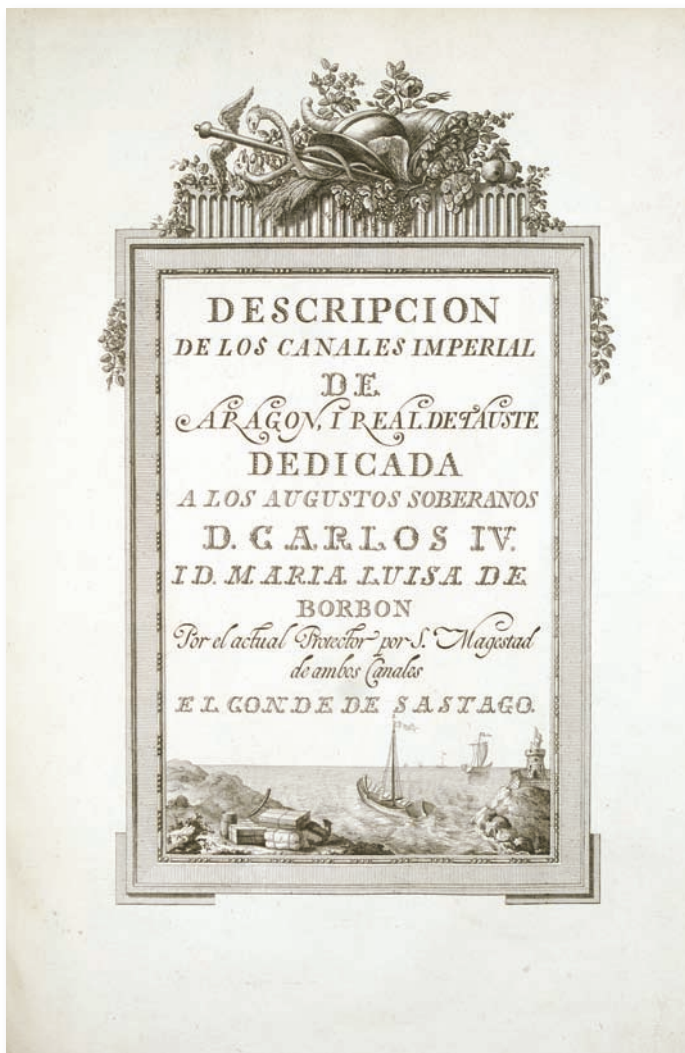 DESCRIPCION
DE LOS CANALES IMPERIAL
DE
ARAGON, I REAL DE TAUSTE
DEDICADA
A LOS AUGUSTOS SOBERANOS
D. CARLOS IV.
I D. MARIA LUISA DE
BORBON
Por el actual Protector por S. Magestad
de ambos Canales
EL CONDE DE SASTAGO.